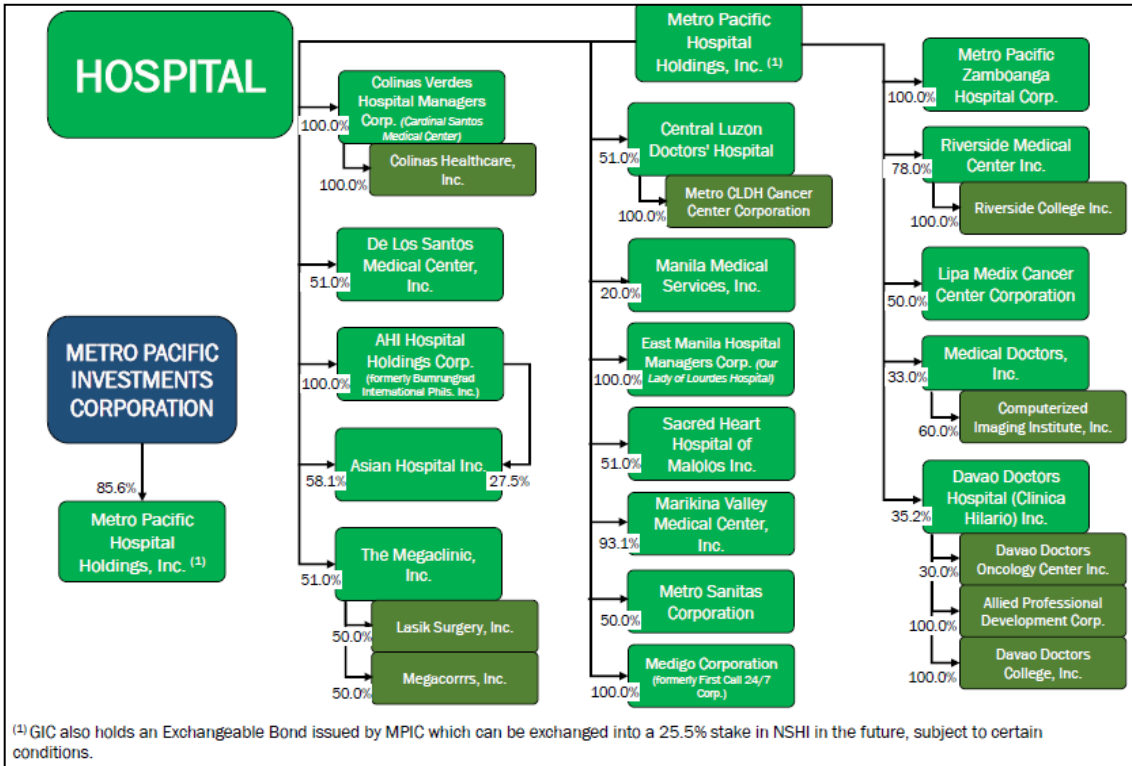 HOSPITAL
METRO PACIFIC
INVESTMENTS
CORPORATION
85.6%
Metro Pacific
Hospital
Holdings, Inc. (1)
Metro Pacific
Hospital
Holdings, Inc. (1)
Colinas Verdes
Hospital Managers
Corp. (Cardinal Santos
Medical Center)
100.0%
Colinas Healthcare,
Inc.
100.0%
De Los Santos
Medical Center,
Inc.
51.0%
AHI Hospital
Holdings Corp.
(formerly Bumrungrad
International Phils. Inc.)
100.0%
Asian Hospital Inc.
58.1%
27.5%
The Megaclinic,
Inc.
51.0%
Lasik Surgery, Inc.
50.0%
Megacorrrs, Inc.
50.0%
Central Luzon
Doctors' Hospital
51.0%
Metro CLDH Cancer
Center Corporation
100.0%
Manila Medical
Services, Inc.
20.0%
East Manila Hospital
Managers Corp. (Our
Lady of Lourdes Hospital)
100.0%
Sacred Heart
Hospital of
Malolos Inc.
51.0%
Marikina Valley
Medical Center,
Inc.
93.1%
Metro Sanitas
Corporation
50.0%
Medigo Corporation
(formerly First Call 24/7
Corp.)
100.0%
Metro Pacific
Zamboanga
Hospital Corp.
100.0%
Riverside Medical
Center Inc.
78.0%
Riverside College Inc.
100.0%
Lipa Medix Cancer
Center Corporation
50.0%
Medical Doctors,
Inc.
33.0%
Computerized
Imaging Institute, Inc.
60.0%
Davao Doctors
Hospital (Clinica
Hilario) Inc.
35.2%
Davao Doctors
Oncology Center Inc.
30.0%
Allied Professional
Development Corp.
100.0%
Davao Doctors
College, Inc.
100.0%
(1) GIC also holds an Exchangeable Bond issued by MPIC which can be exchanged into a 25.5% stake in NSHI in the future, subject to certain
conditions.